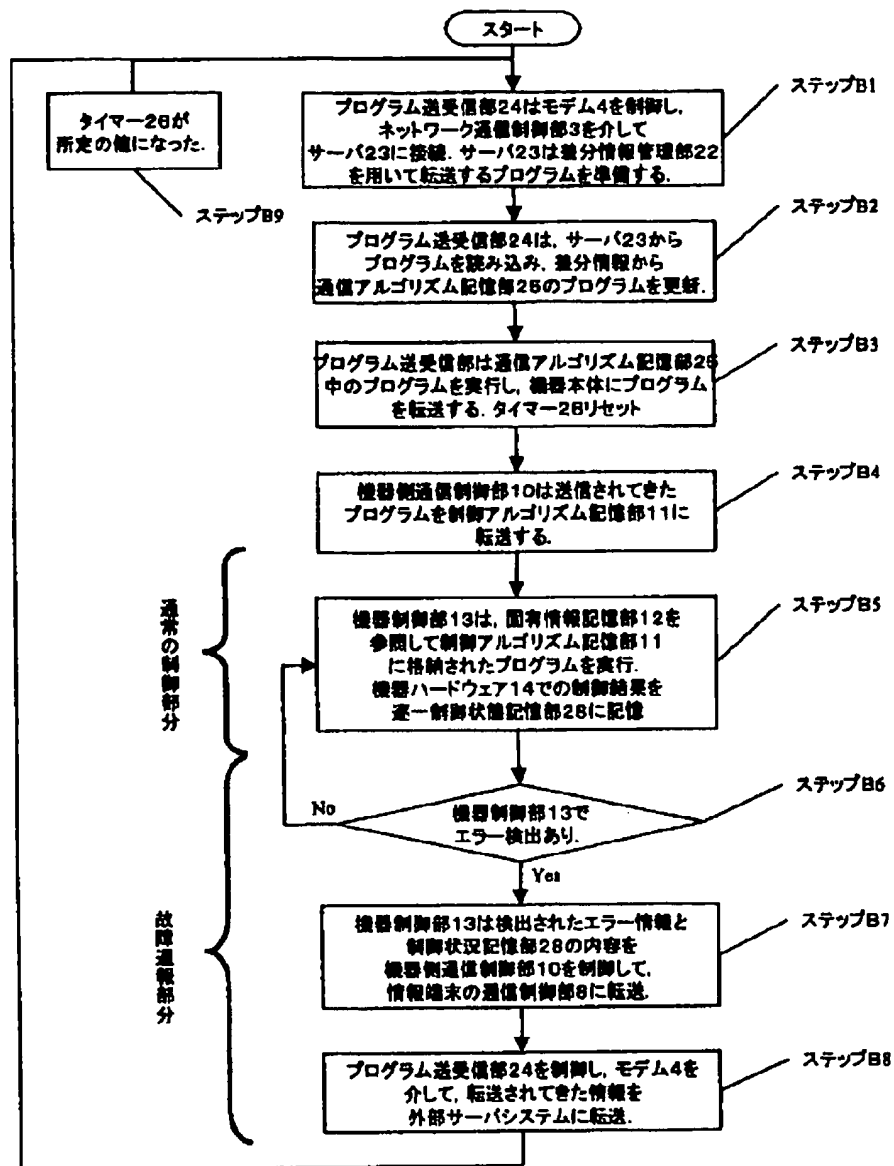 スタート
タイマー26が
所定の値になった.
ステップB9
プログラム送受信部24はモデム4を制御し,
ネットワーク通信制御部3を介して
サーバ23に接続. サーバ23は差分情報管理部22
を用いて転送するプログラムを準備する.
ステップB1
プログラム送受信部24は, サーバ23から
プログラムを読み込み, 差分情報から
通信アルゴリズム記憶部25のプログラムを更新.
ステップB2
プログラム送受信部は通信アルゴリズム記憶部25
中のプログラムを実行し, 機器本体にプログラム
を転送する. タイマー26リセット
ステップB3
機器側通信制御部10は送信されてきた
プログラムを制御アルゴリズム記憶部11に
転送する.
ステップB4
通常の制御部分
機器制御部13は, 固有情報記憶部12を
参照して制御アルゴリズム記憶部11
に格納されたプログラムを実行.
機器ハードウェア14での制御結果を
逐一制御状態記憶部28に記憶
ステップB5
No
機器制御部13で
エラー検出あり.
ステップB6
Yes
故障通報部分
機器制御部13は検出されたエラー情報と
制御状況記憶部28の内容を
機器側通信制御部10を制御して,
情報端末の通信制御部8に転送.
ステップB7
プログラム送受信部24を制御し, モデム4を
介して, 転送されてきた情報を
外部サーバシステムに転送.
ステップB8